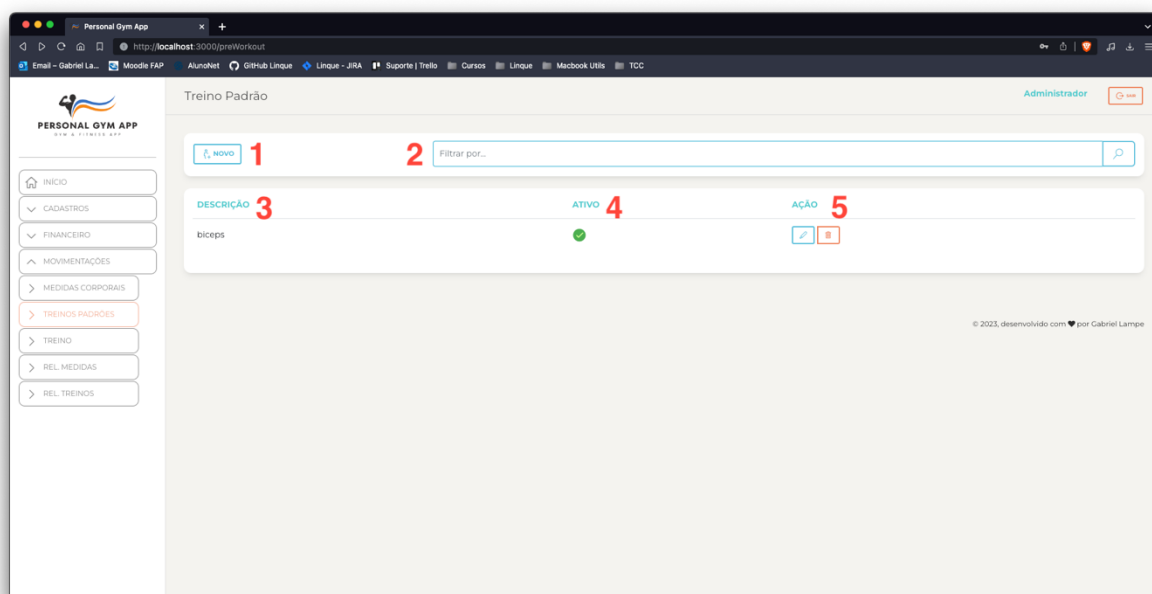 Personal Gym App
http://localhost:3000/preWorkout
Email – Gabriel La... Moodle FAP AlunoNet GitHub Linque Linque - JIRA Suporte | Trello Cursos Linque Macbook Utils TCC
PERSONAL GYM APP
GYM & FITNESS APP
Treino Padrão
Administrador
SAIR
NOVO 1
2 Filtrar por...
INÍCIO
CADASTROS
FINANCEIRO
MOVIMENTAÇÕES
MEDIDAS CORPORAIS
TREINOS PADRÕES
TREINO
REL. MEDIDAS
REL. TREINOS
DESCRIÇÃO 3 ATIVO 4 AÇÃO 5
biceps
© 2023, desenvolvido com ♥ por Gabriel Lampe